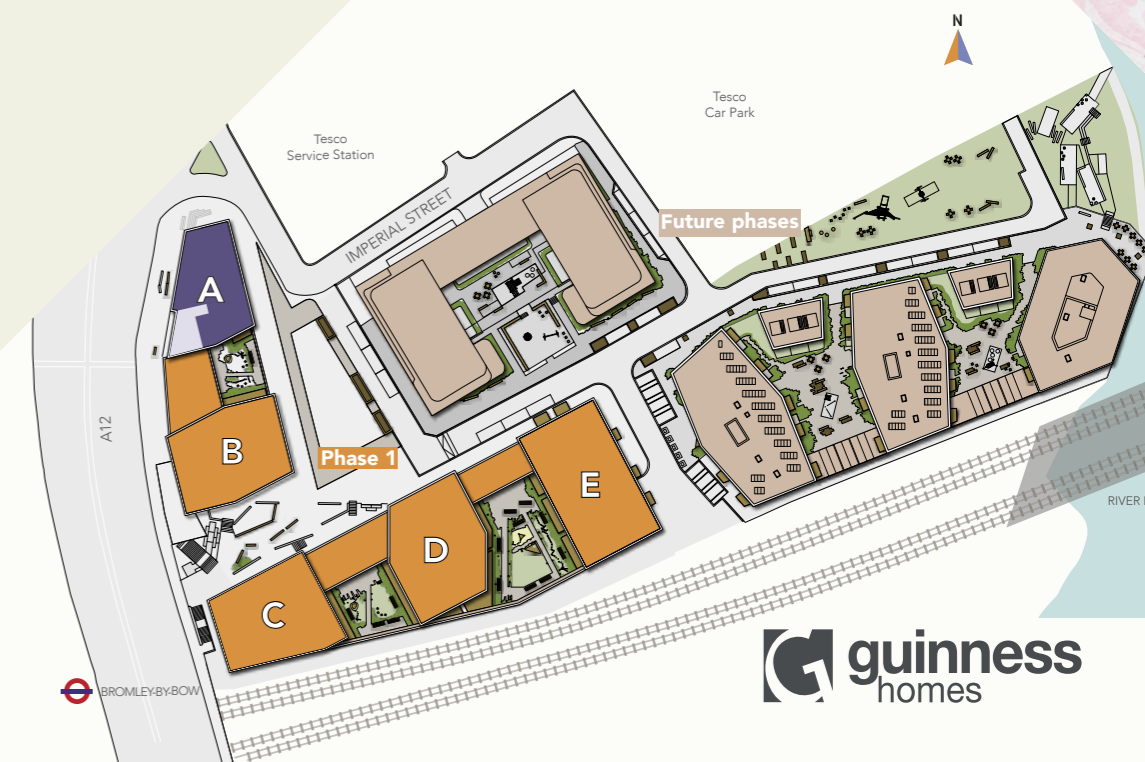 N
Tesco
Car Park
Tesco
Service Station
IMPERIAL STREET
Future phases
A
A12
B
Phase 1
E
D
C
RIVER
BROMLEY-BY-BOW
guinness
homes